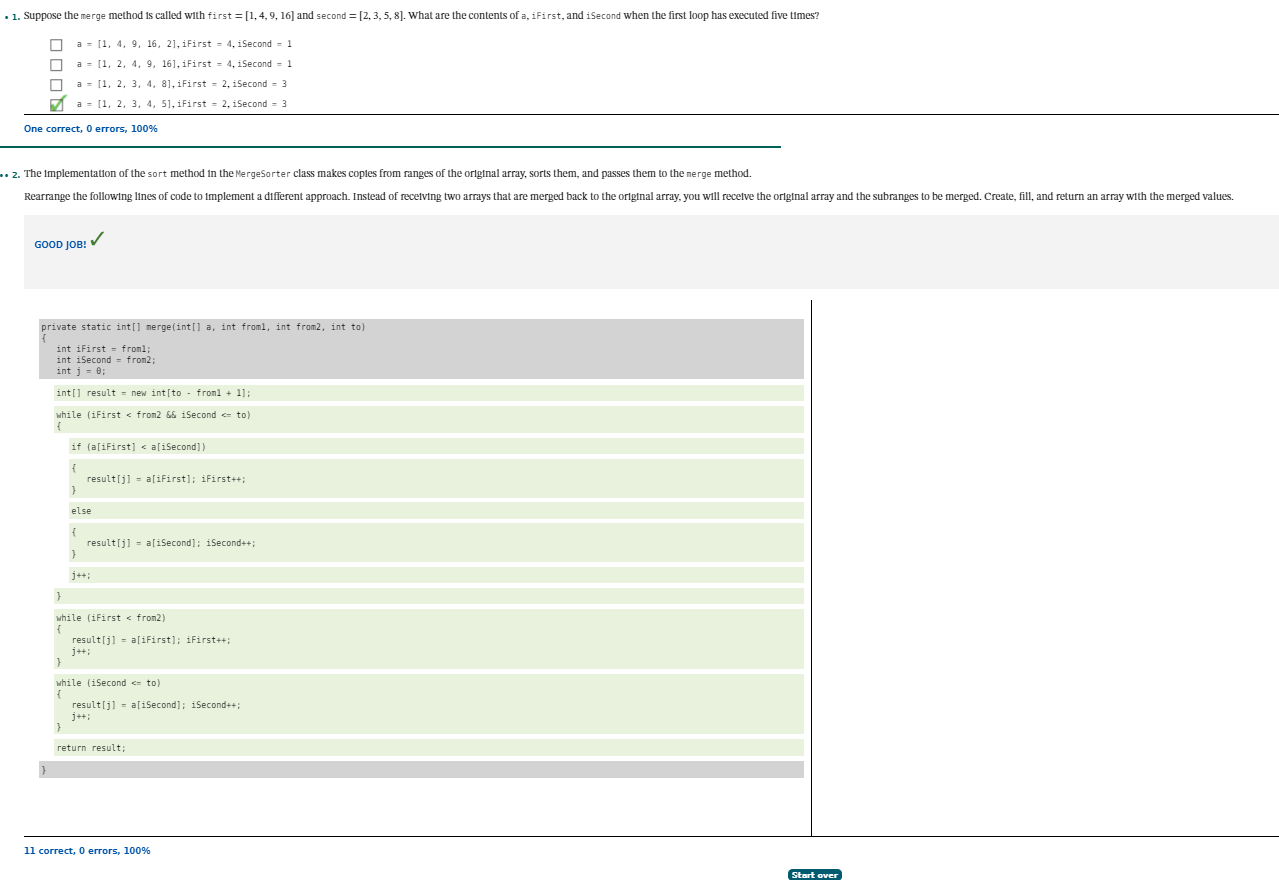 1. Suppose the merge method is called with first = [1, 4, 9, 16] and second = [2, 3, 5, 8]. What are the contents of a, iFirst, and iSecond when the first loop has executed five times?
a = [1, 4, 9, 16, 2], iFirst = 4, iSecond = 1
a = [1, 2, 4, 9, 16], iFirst = 4, iSecond = 1
a = [1, 2, 3, 4, 8], iFirst = 2, iSecond = 3
a = [1, 2, 3, 4, 5], iFirst = 2, iSecond = 3
One correct, 0 errors, 100%
2. The implementation of the sort method in the MergeSorter class makes copies from ranges of the original array, sorts them, and passes them to the merge method.
Rearrange the following lines of code to implement a different approach. Instead of receiving two arrays that are merged back to the original array, you will receive the original array and the subranges to be merged. Create, fill, and return an array with the merged values.
GOOD JOB!
private static int[] merge(int[] a, int from1, int from2, int to)
{
int iFirst = from1;
int iSecond = from2;
int j = 0;
int[] result = new int[to - from1 + 1];
while (iFirst < from2 && iSecond <= to)
{
if (a[iFirst] < a[iSecond])
{
result[j] = a[iFirst]; iFirst++;
}
else
{
result[j] = a[iSecond]; iSecond++;
}
j++;
}
while (iFirst < from2)
{
result[j] = a[iFirst]; iFirst++;
j++;
}
while (iSecond <= to)
{
result[j] = a[iSecond]; iSecond++;
j++;
}
return result;
}
11 correct, 0 errors, 100%
Start over